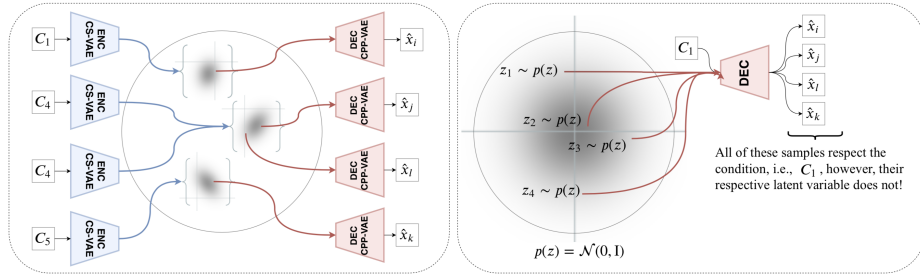 C₁
ENC
CS-VAE
DEC
CPP-VAE
x̂ᵢ
C₄
ENC
CS-VAE
DEC
CPP-VAE
x̂ⱼ
C₄
ENC
CS-VAE
DEC
CPP-VAE
x̂ₗ
C₅
ENC
CS-VAE
DEC
CPP-VAE
x̂ₖ
C₁
DEC
x̂ᵢ
x̂ⱼ
x̂ₗ
x̂ₖ
z₁ ∼ p(z)
z₂ ∼ p(z)
z₃ ∼ p(z)
z₄ ∼ p(z)
p(z) = 𝒩(0, I)
All of these samples respect the
condition, i.e., C₁ , however, their
respective latent variable does not!